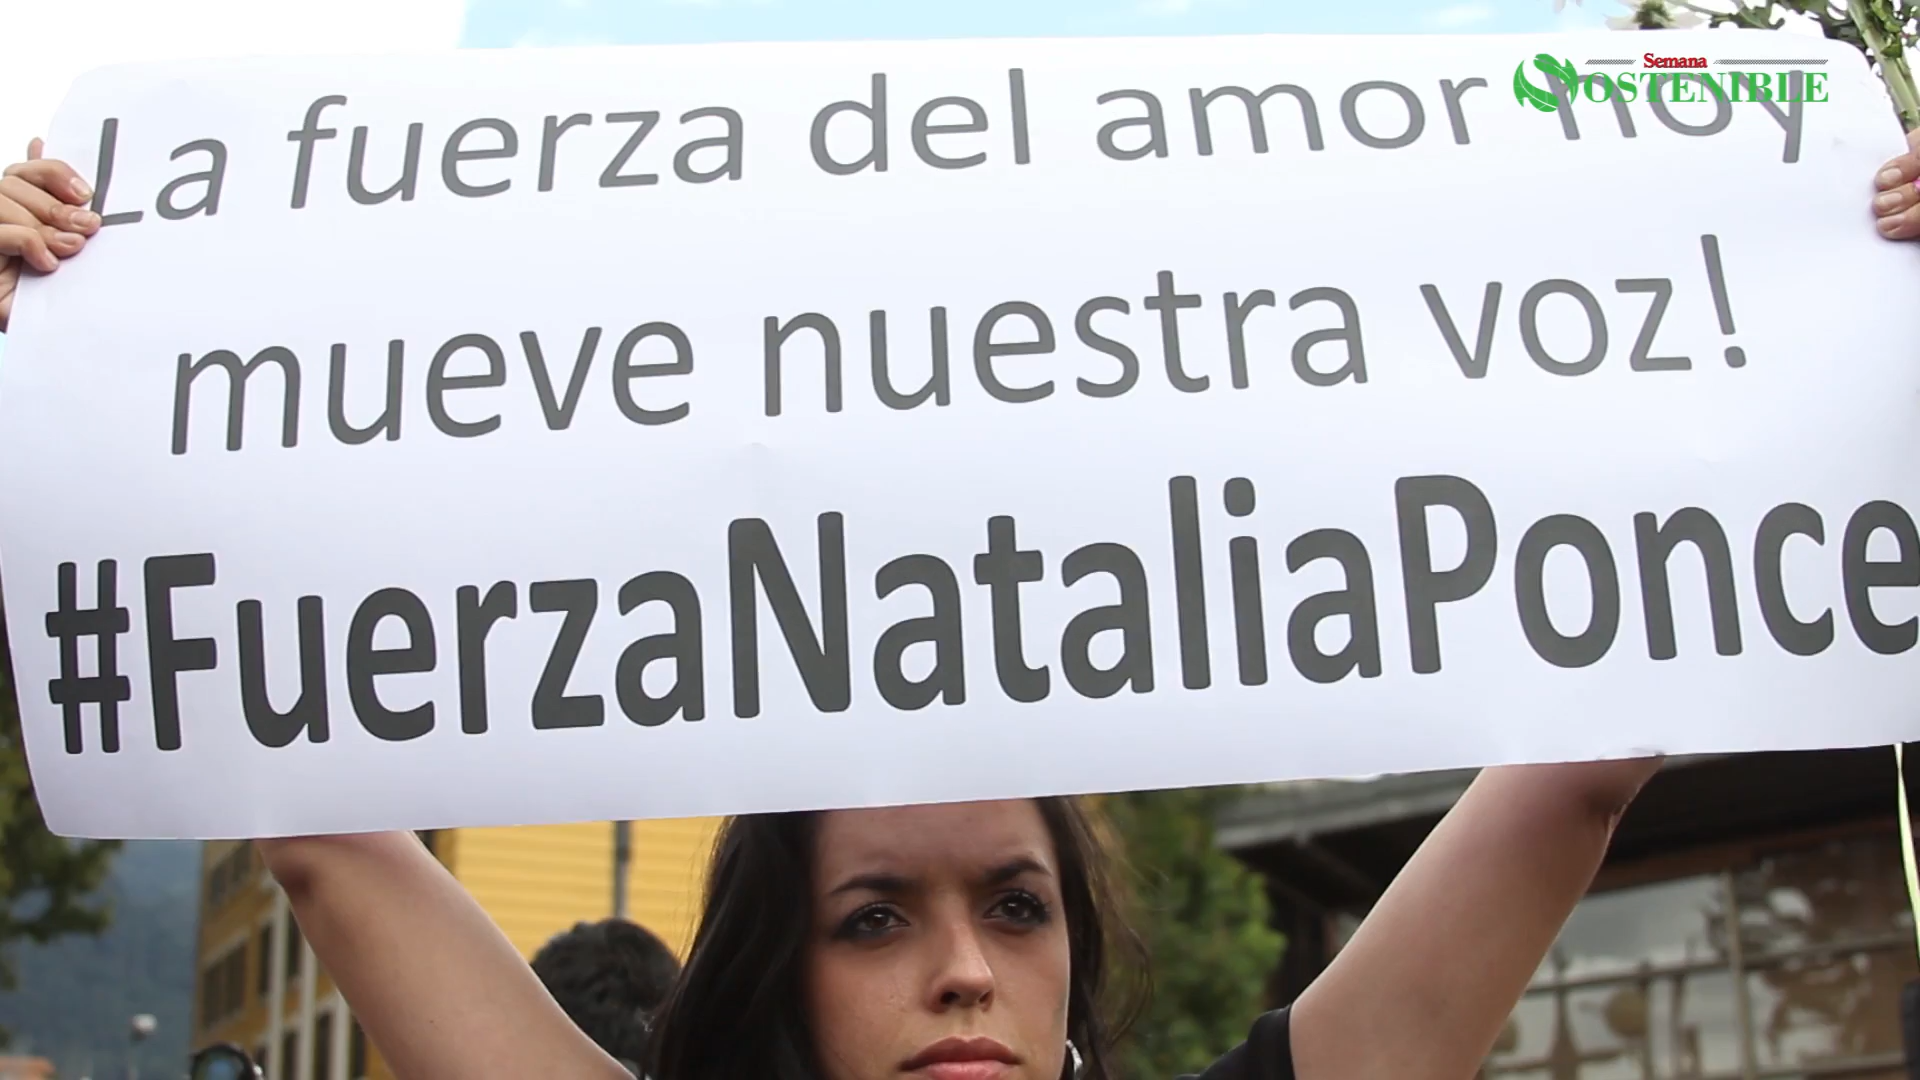 Semana
SOSTENIBLE
La fuerza del amor hoy
mueve nuestra voz!
#FuerzaNataliaPonce